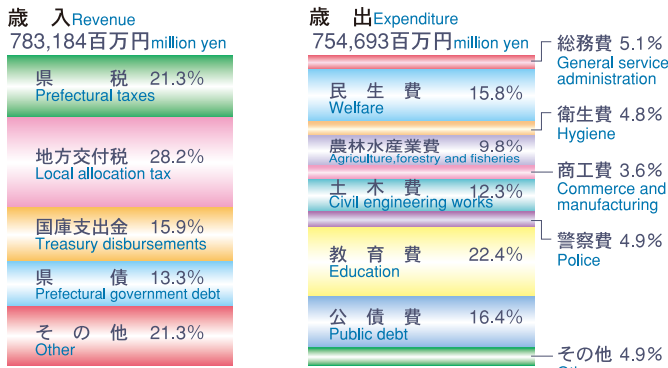 歳 入Revenue
783,184百万円million yen
県 税 21.3%
Prefectural taxes
地方交付税 28.2%
Local allocation tax
国庫支出金 15.9%
Treasury disbursements
県 債 13.3%
Prefectural government debt
そ の 他 21.3%
Other
歳 出Expenditure
754,693百万円million yen
総務費 5.1%
General service
administration
民 生 費 15.8%
Welfare
衛生費 4.8%
Hygiene
農林水産業費 9.8%
Agriculture,forestry and fisheries
商工費 3.6%
Commerce and
manufacturing
土 木 費 12.3%
Civil engineering works
警察費 4.9%
Police
教 育 費 22.4%
Education
公 債 費 16.4%
Public debt
その他 4.9%